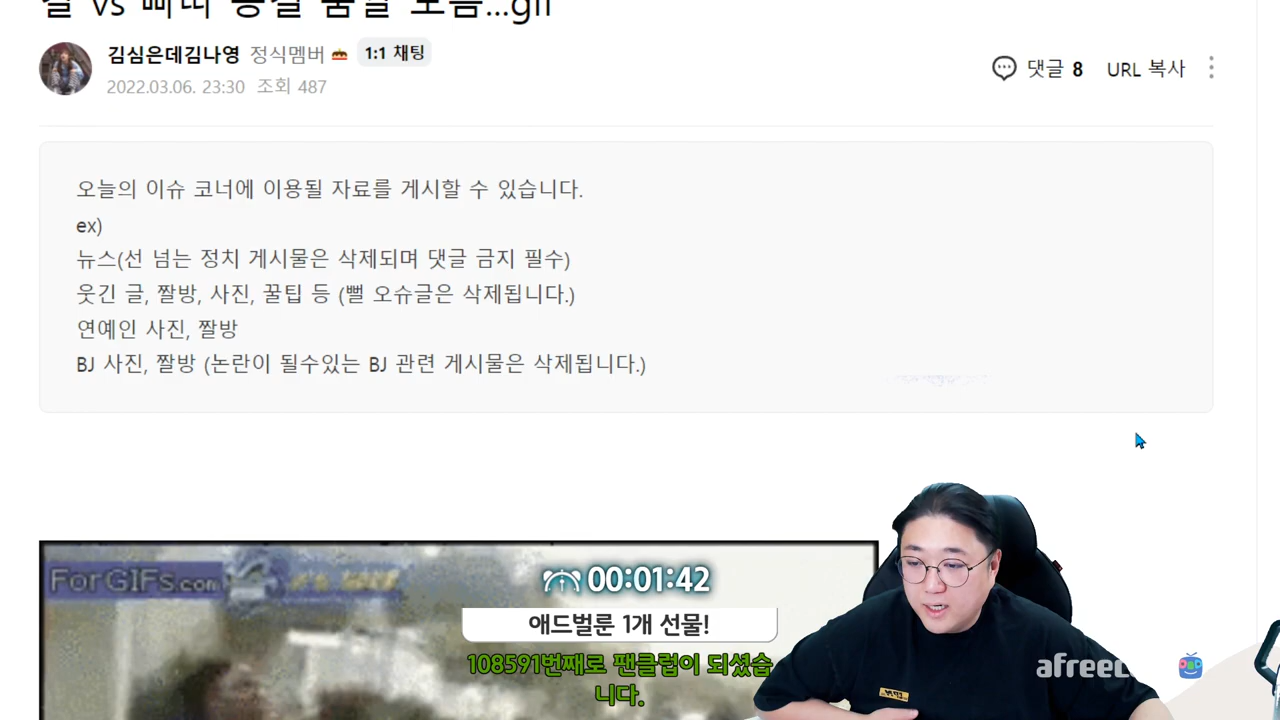 vs 모음...gif
김심은데김나영 정식멤버 1:1 채팅
2022.03.06. 23:30 조회 487
댓글 8 URL 복사
오늘의 이슈 코너에 이용될 자료를 게시할 수 있습니다.
ex)
뉴스(선 넘는 정치 게시물은 삭제되며 댓글 금지 필수)
웃긴 글, 짤방, 사진, 꿀팁 등 (뻘 오슈글은 삭제됩니다.)
연예인 사진, 짤방
BJ 사진, 짤방 (논란이 될수있는 BJ 관련 게시물은 삭제됩니다.)
ForGIFs.com
00:01:42
애드벌룬 1개 선물!
108591번째로 팬클럽이 되셨습
니다.